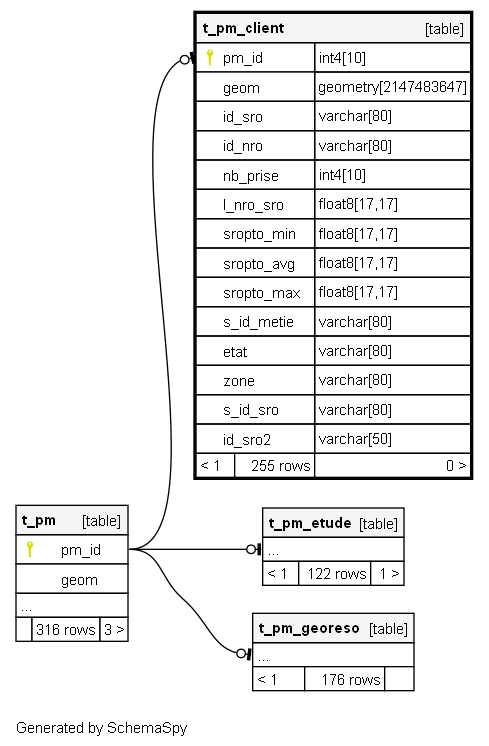 t_pm_client [table]
pm_id int4[10]
geom geometry[2147483647]
id_sro varchar[80]
id_nro varchar[80]
nb_prise int4[10]
l_nro_sro float8[17,17]
sropto_min float8[17,17]
sropto_avg float8[17,17]
sropto_max float8[17,17]
s_id_metie varchar[80]
etat varchar[80]
zone varchar[80]
s_id_sro varchar[80]
id_sro2 varchar[50]
< 1 255 rows 0 >
t_pm [table]
pm_id
geom
...
316 rows 3 >
t_pm_etude [table]
...
< 1 122 rows 1 >
t_pm_georeso [table]
...
< 1 176 rows
Generated by SchemaSpy